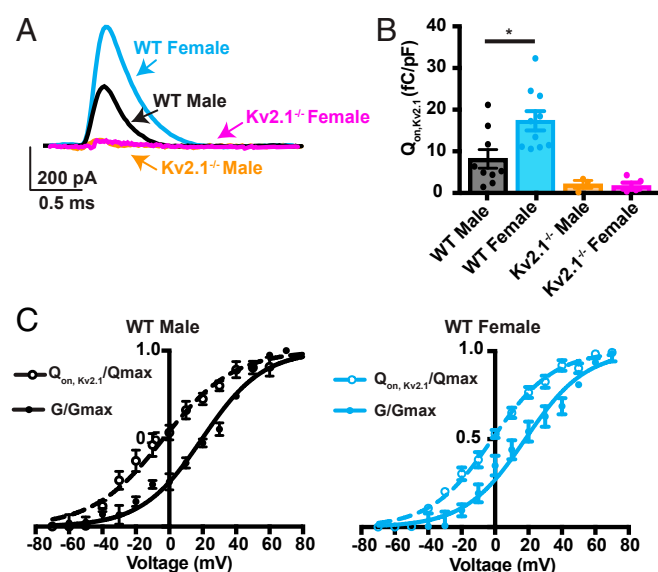 A
WT Female
WT Male
Kv2.1-/- Female
Kv2.1-/- Male
200 pA
0.5 ms
B
*
Qon,Kv2.1 (fC/pF)
40
30
20
10
0
WT Male
WT Female
Kv2.1-/- Male
Kv2.1-/- Female
C
WT Male
1.0
Qon, Kv2.1/Qmax
G/Gmax
0.5
-80 -60 -40 -20 0 20 40 60 80
Voltage (mV)
WT Female
1.0
Qon, Kv2.1/Qmax
G/Gmax
0.5
-80 -60 -40 -20 0 20 40 60 80
Voltage (mV)